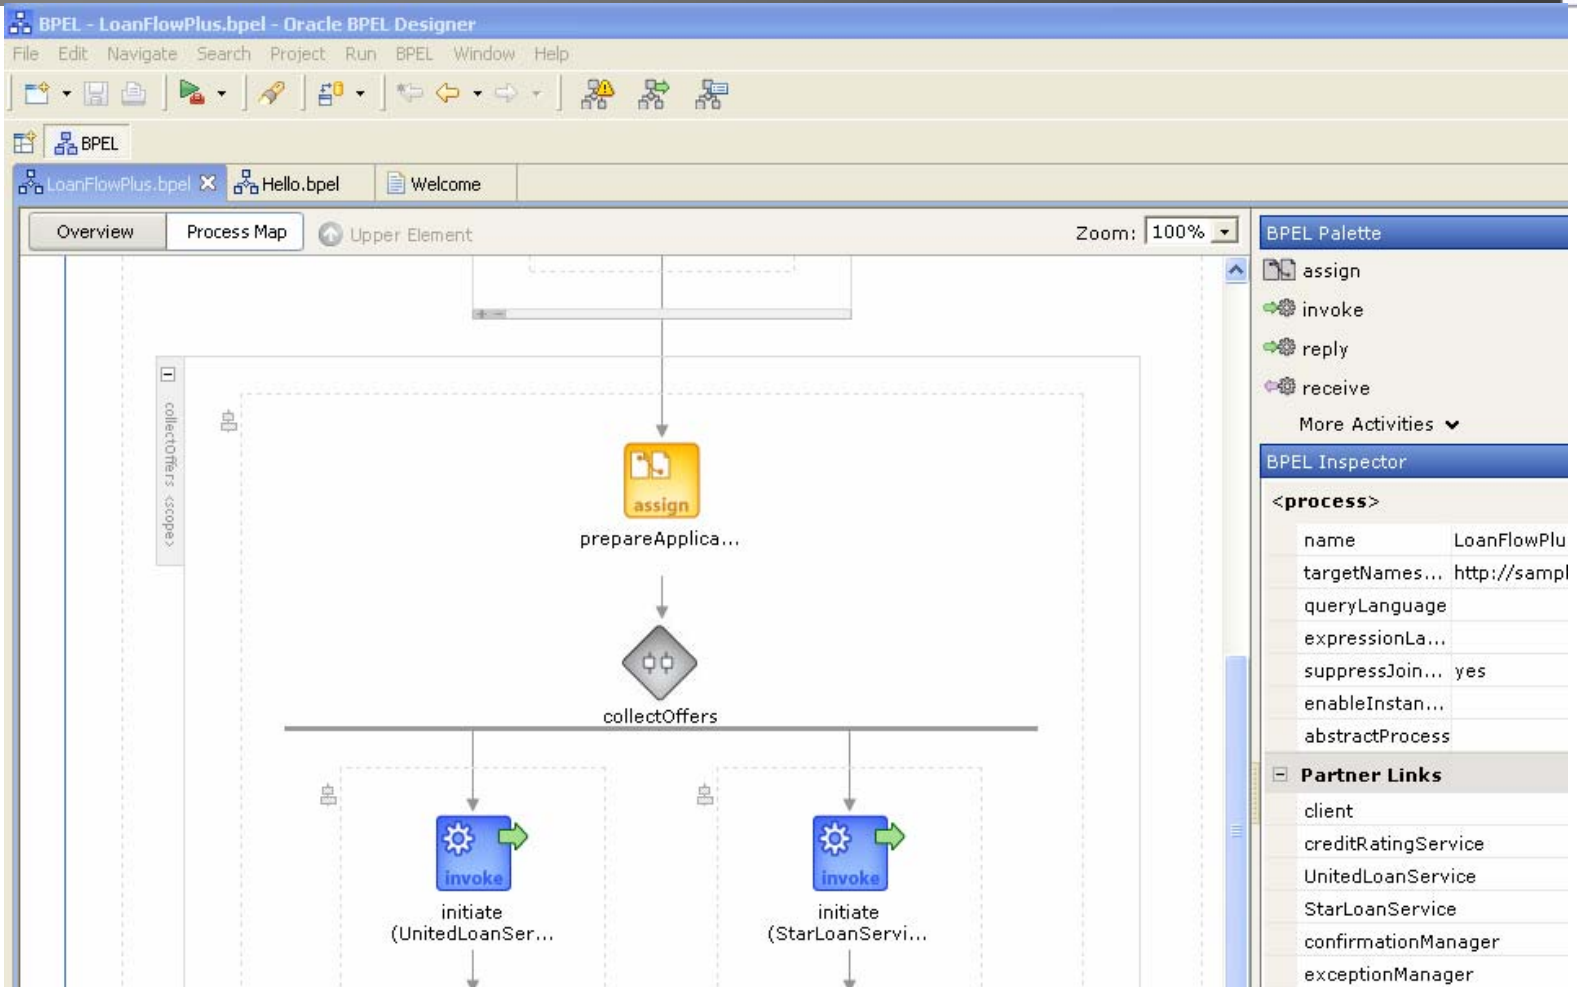 BPEL - LoanFlowPlus.bpel - Oracle BPEL Designer
File Edit Navigate Search Project Run BPEL Window Help
BPEL
LoanFlowPlus.bpel Hello.bpel Welcome
Overview Process Map Upper Element Zoom: 100%
BPEL Palette
assign
invoke
reply
receive
More Activities
BPEL Inspector
<process>
name LoanFlowPlu
targetNames... http://sampl
queryLanguage
expressionLa...
suppressJoin... yes
enableInstan...
abstractProcess
Partner Links
client
creditRatingService
UnitedLoanService
StarLoanService
confirmationManager
exceptionManager
collectOffers <scope>
assign
prepareApplica...
collectOffers
invoke
initiate
(UnitedLoanSer...
invoke
initiate
(StarLoanServi...